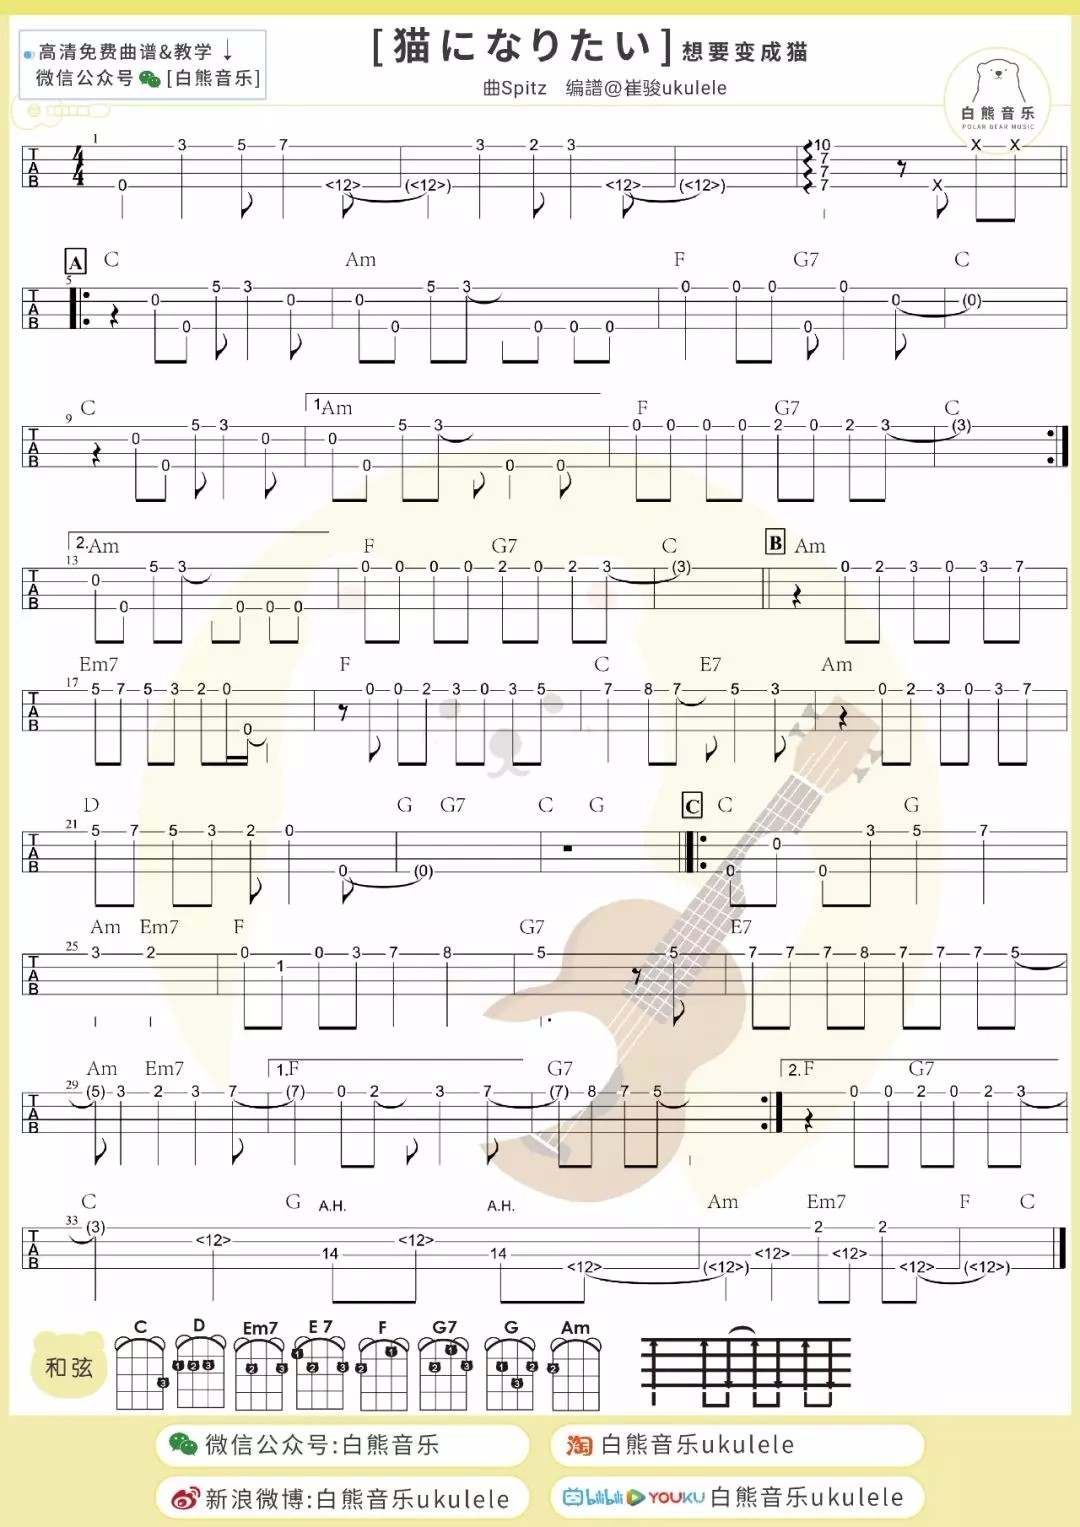 高清免费曲谱&教学↓
微信公众号 [白熊音乐]
[猫になりたい] 想要变成猫
曲Spitz 编譜@崔骏ukulele
白熊音乐
POLAR BEAR MUSIC
1
T A B 4 4 0 3 5 7 <12> (<12>) 3 2 3 <12> (<12>) 10 7 7 7 X X X
A C Am F G7 C
5
T A B 0 0 5 3 0 0 0 5 3 0 0 0 0 0 0 0 0 0 (0)
C 1. Am F G7 C
9
T A B 0 0 5 3 0 0 0 5 3 0 0 0 0 0 0 2 0 2 3 (3)
2. Am F G7 C B Am
13
T A B 0 0 5 3 0 0 0 0 0 0 0 2 0 2 3 (3) 0 2 3 0 3 7
Em7 F C E7 Am
17
T A B 5 7 5 3 2 0 0 0 0 2 3 0 3 5 7 8 7 5 3 0 2 3 0 3 7
D G G7 C G C C G
21
T A B 5 7 5 3 2 0 0 (0) 0 0 0 3 5 7
Am Em7 F G7 E7
25
T A B 3 2 0 1 0 3 7 8 5 5 7 7 7 8 7 7 7 5
Am Em7 1. F G7 2. F G7
29
T A B (5) 3 2 3 7 (7) 0 2 3 7 (7) 8 7 5 0 0 2 0 2 3
C G A.H. A.H. Am Em7 F C
33
T A B (3) <12> 14 <12> 14 <12> (<12>) <12> 2 <12> 2 <12> (<12>)
和弦 C D Em7 E 7 F G7 G Am
微信公众号:白熊音乐
淘 白熊音乐ukulele
新浪微博:白熊音乐ukulele
bilibili YOUKU 白熊音乐ukulele